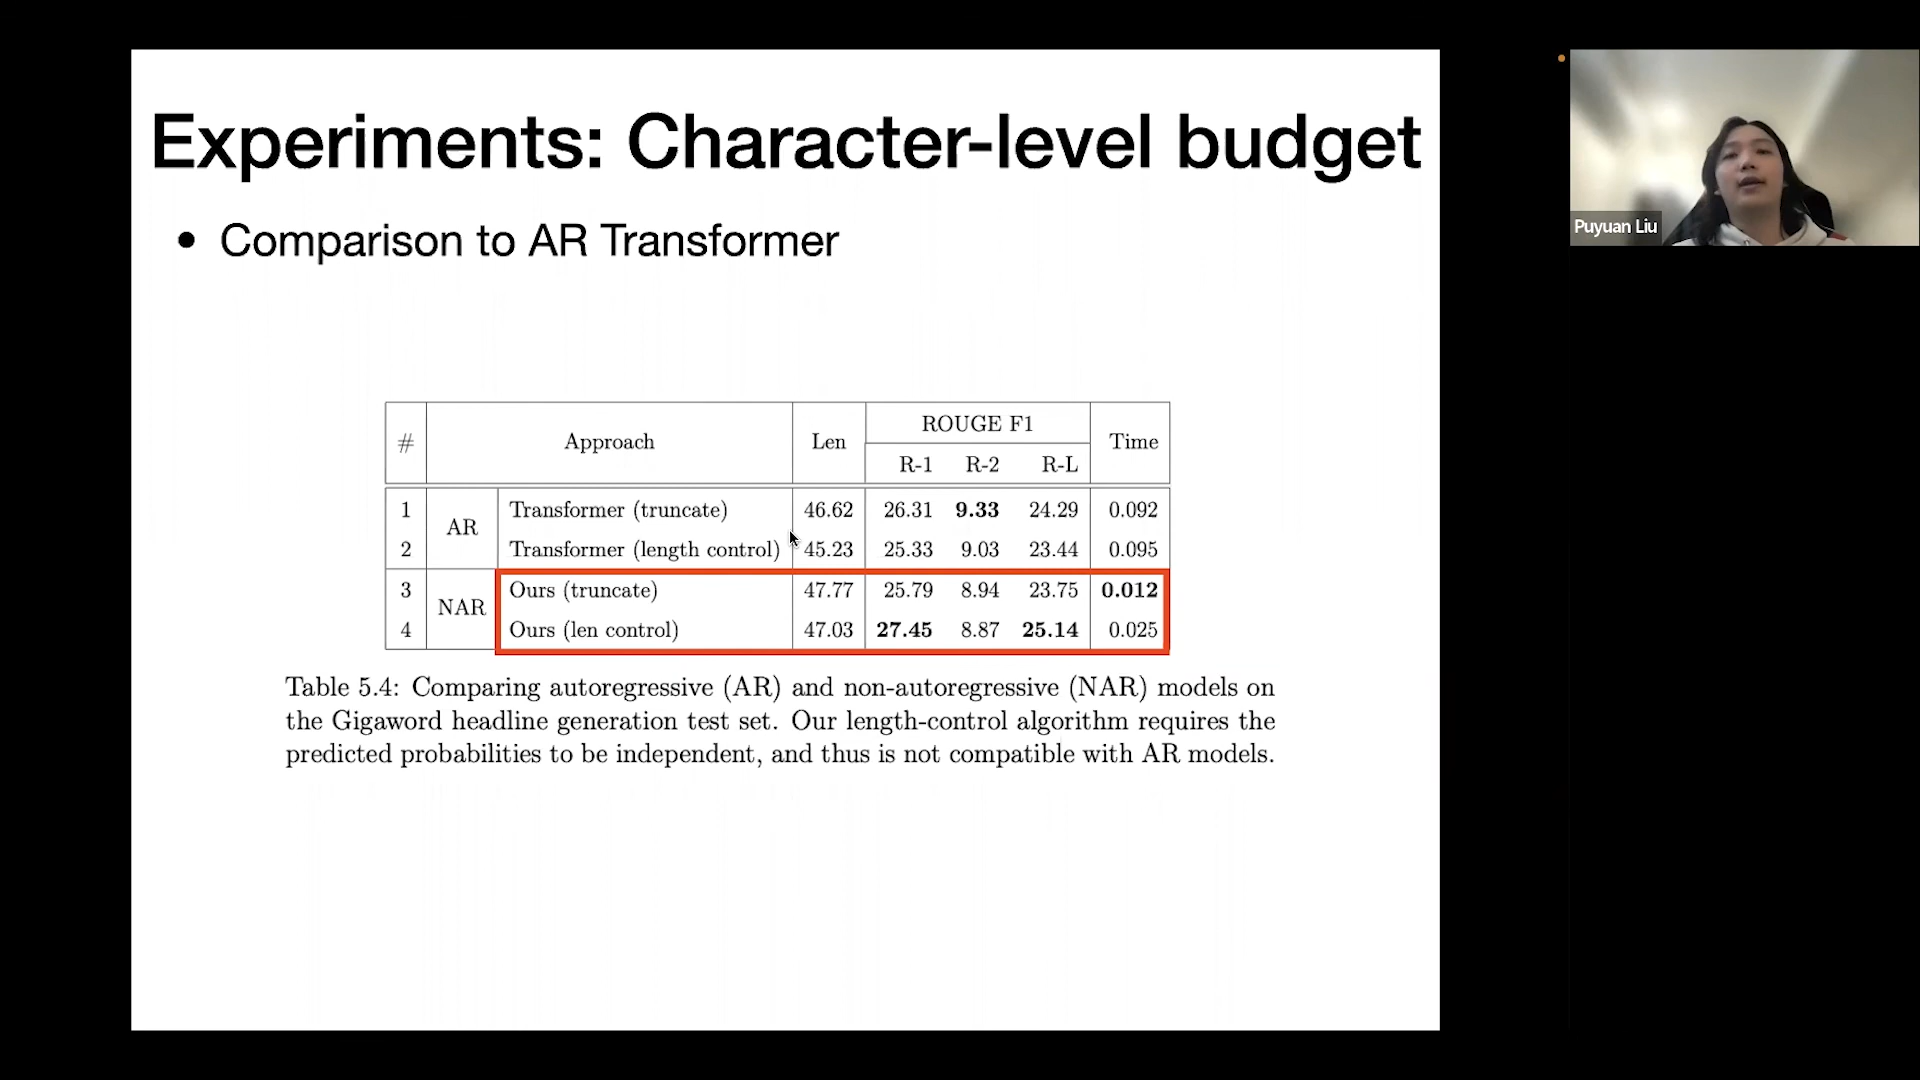 Experiments: Character-level budget
• Comparison to AR Transformer
# Approach Len ROUGE F1 Time
R-1 R-2 R-L
1 AR Transformer (truncate) 46.62 26.31 9.33 24.29 0.092
2 Transformer (length control) 45.23 25.33 9.03 23.44 0.095
3 NAR Ours (truncate) 47.77 25.79 8.94 23.75 0.012
4 Ours (len control) 47.03 27.45 8.87 25.14 0.025
Table 5.4: Comparing autoregressive (AR) and non-autoregressive (NAR) models on
the Gigaword headline generation test set. Our length-control algorithm requires the
predicted probabilities to be independent, and thus is not compatible with AR models.
Puyuan Liu